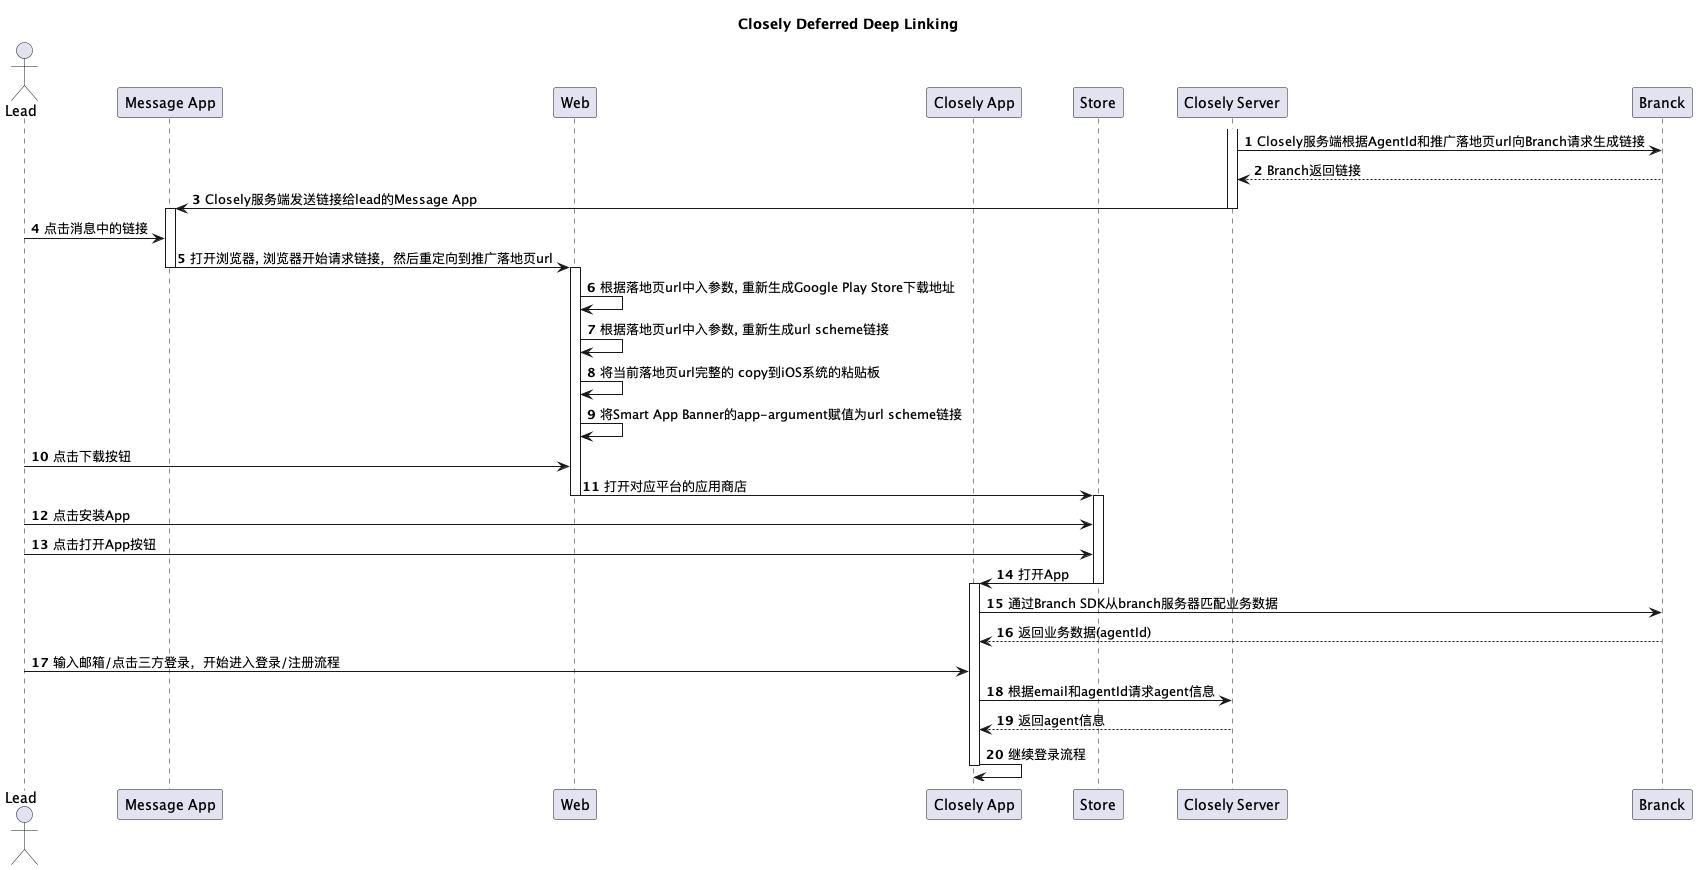 Closely Deferred Deep Linking
Lead
Message App
Web
Closely App
Store
Closely Server
Branck
1 Closely服务端根据AgentId和推广落地页url向Branch请求生成链接
2 Branch返回链接
3 Closely服务端发送链接给lead的Message App
4 点击消息中的链接
5 打开浏览器, 浏览器开始请求链接，然后重定向到推广落地页url
6 根据落地页url中入参数, 重新生成Google Play Store下载地址
7 根据落地页url中入参数, 重新生成url scheme链接
8 将当前落地页url完整的 copy到iOS系统的粘贴板
9 将Smart App Banner的app-argument赋值为url scheme链接
10 点击下载按钮
11 打开对应平台的应用商店
12 点击安装App
13 点击打开App按钮
14 打开App
15 通过Branch SDK从branch服务器匹配业务数据
16 返回业务数据(agentId)
17 输入邮箱/点击三方登录，开始进入登录/注册流程
18 根据email和agentId请求agent信息
19 返回agent信息
20 继续登录流程
Lead
Message App
Web
Closely App
Store
Closely Server
Branck